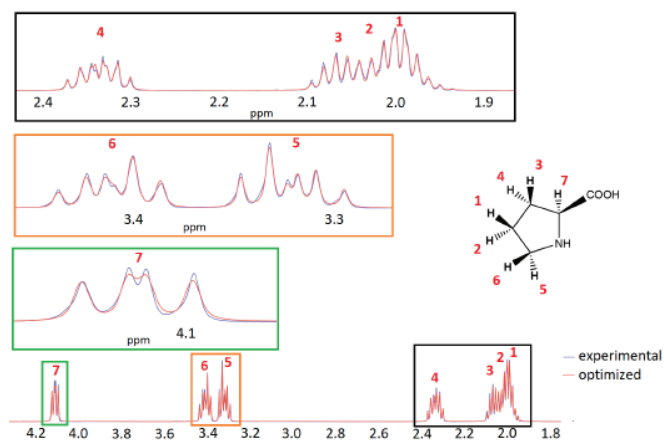 4 3 2 1
2.4 2.3 2.2 2.1 2.0 1.9
ppm
6 5
3.4 3.3
ppm
7
4.1
ppm
3
4 H 7
H H H COOH
1
H
H NH
2
H H
6 5
experimental
optimized
7 6 5 4 3 2 1
4.2 4.0 3.8 3.6 3.4 3.2 3.0 2.8 2.6 2.4 2.2 2.0 1.8